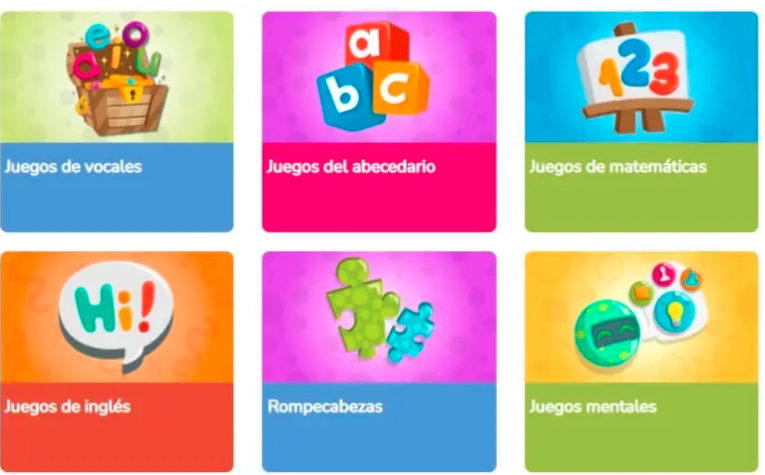 e o
a i u
a
b c
123
Juegos de vocales
Juegos del abecedario
Juegos de matemáticas
Hi!
Juegos de inglés
Rompecabezas
Juegos mentales